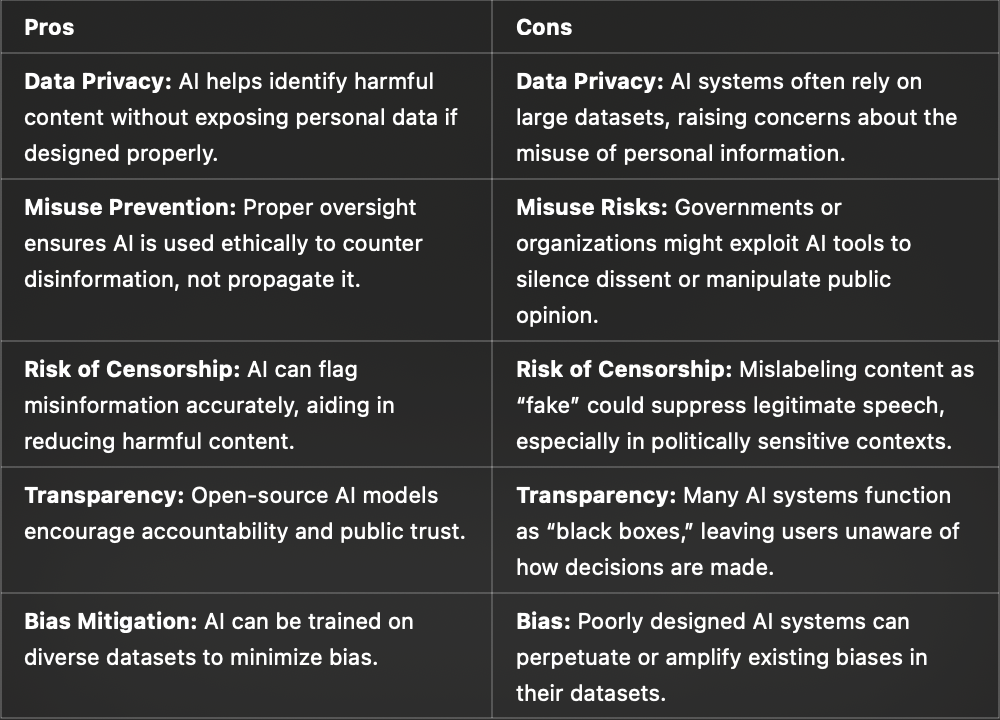 Pros
Cons
Data Privacy: AI helps identify harmful
content without exposing personal data if
designed properly.
Data Privacy: AI systems often rely on
large datasets, raising concerns about the
misuse of personal information.
Misuse Prevention: Proper oversight
ensures AI is used ethically to counter
disinformation, not propagate it.
Misuse Risks: Governments or
organizations might exploit AI tools to
silence dissent or manipulate public
opinion.
Risk of Censorship: AI can flag
misinformation accurately, aiding in
reducing harmful content.
Risk of Censorship: Mislabeling content as
“fake” could suppress legitimate speech,
especially in politically sensitive contexts.
Transparency: Open-source AI models
encourage accountability and public trust.
Transparency: Many AI systems function
as “black boxes,” leaving users unaware of
how decisions are made.
Bias Mitigation: AI can be trained on
diverse datasets to minimize bias.
Bias: Poorly designed AI systems can
perpetuate or amplify existing biases in
their datasets.